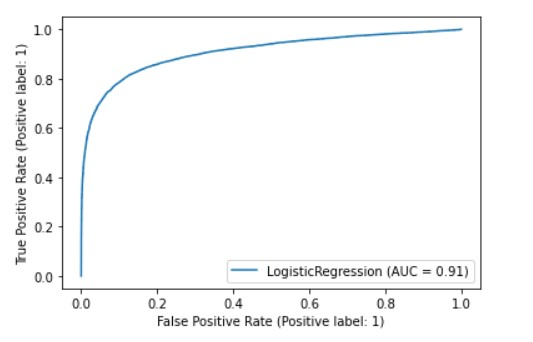 1.0
0.8
0.6
0.4
0.2
0.0
True Positive Rate (Positive label: 1)
LogisticRegression (AUC = 0.91)
0.0 0.2 0.4 0.6 0.8 1.0
False Positive Rate (Positive label: 1)